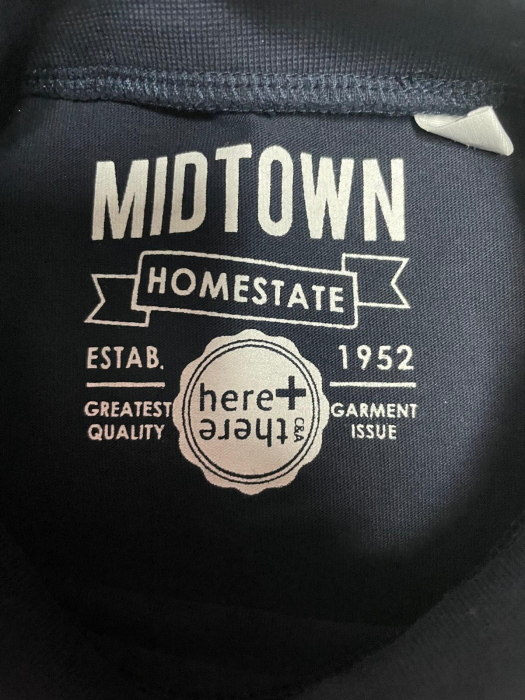 MIDTOWN
HOMESTATE
ESTAB. 1952
GREATEST GARMENT
QUALITY ISSUE
here+
there
C&A